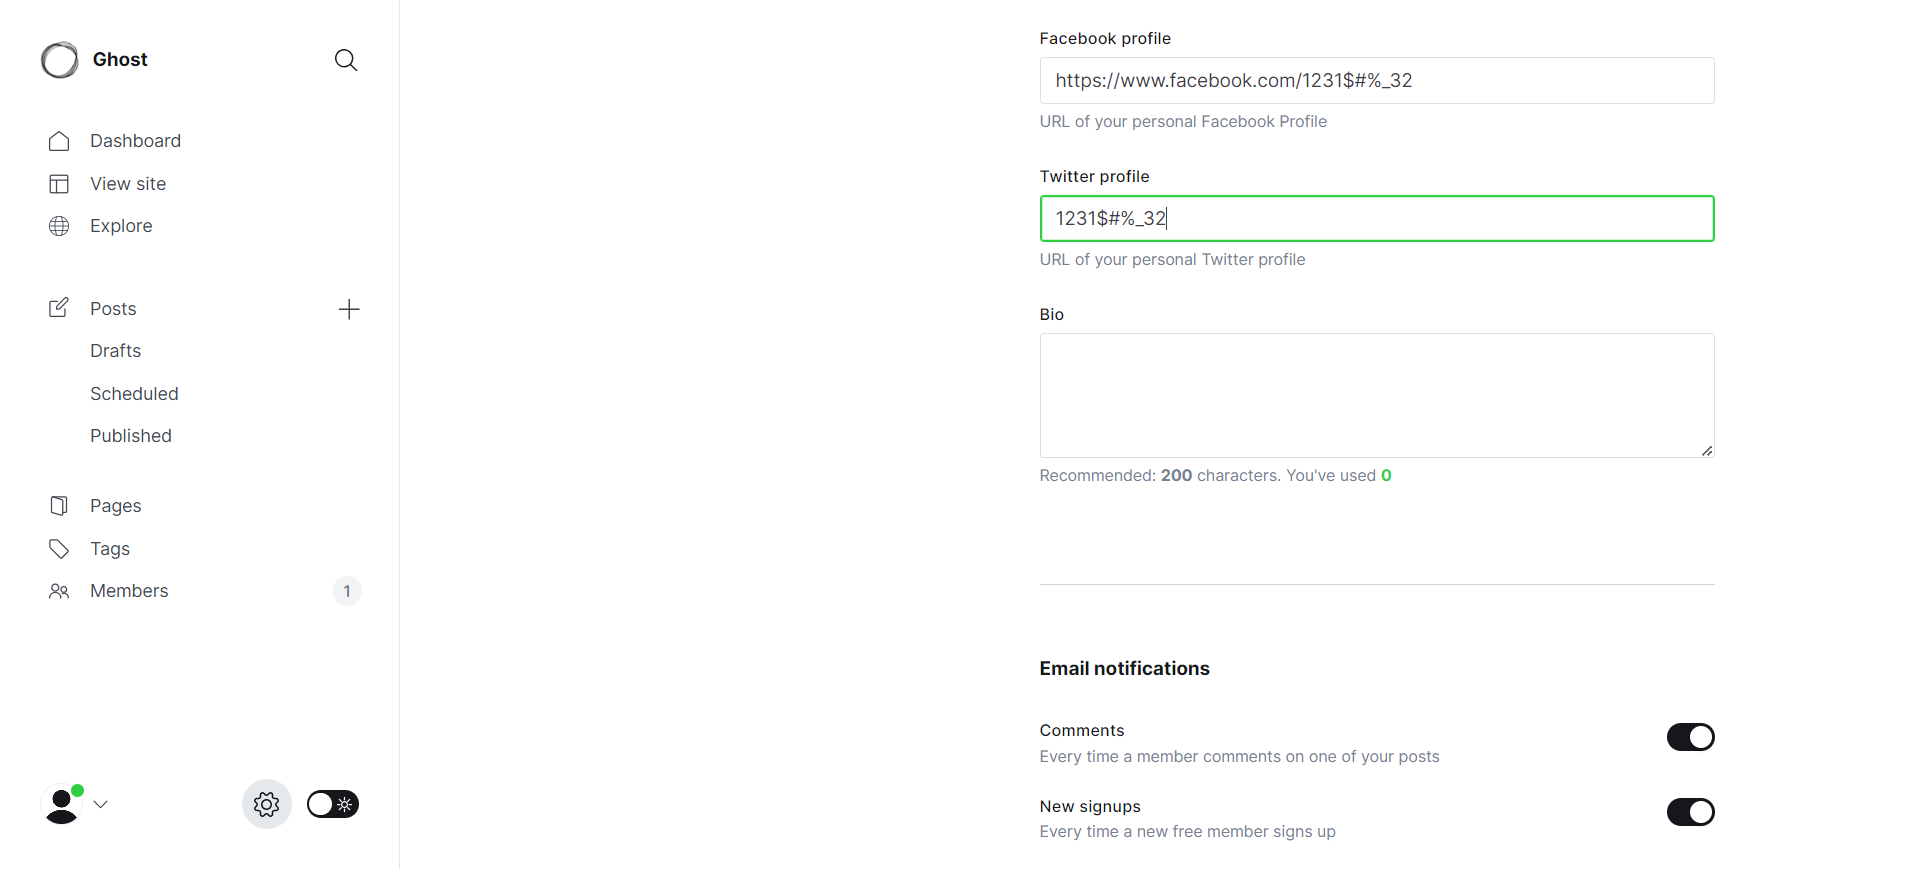 Ghost
Dashboard
View site
Explore
Posts
Drafts
Scheduled
Published
Pages
Tags
Members
1
Facebook profile
https://www.facebook.com/1231$#%_32
URL of your personal Facebook Profile
Twitter profile
1231$#%_32
URL of your personal Twitter profile
Bio
Recommended: 200 characters. You've used 0
Email notifications
Comments
Every time a member comments on one of your posts
New signups
Every time a new free member signs up